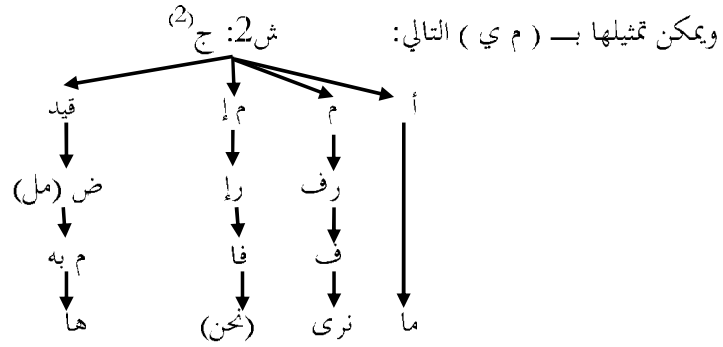 ويمكن تمثيلها بـــ ( م ي ) التالي: ش2: ج(2)
أ م م إ قيد
رف رإ ض (مل)
ف فا م به
ما نرى (نحن) ها